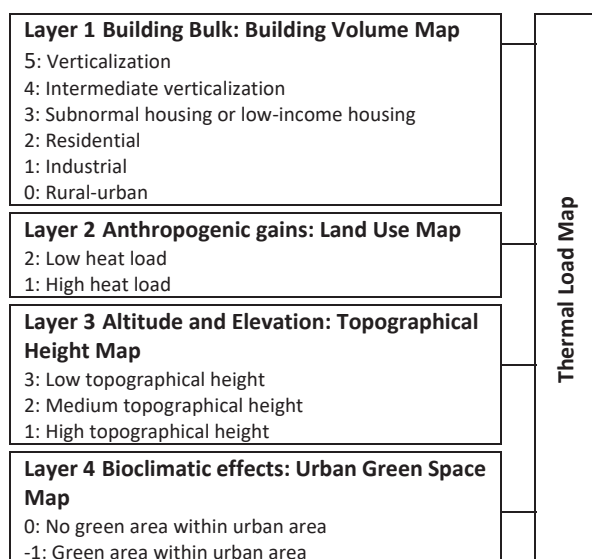 Layer 1 Building Bulk: Building Volume Map
5: Verticalization
4: Intermediate verticalization
3: Subnormal housing or low-income housing
2: Residential
1: Industrial
0: Rural-urban
Layer 2 Anthropogenic gains: Land Use Map
2: Low heat load
1: High heat load
Layer 3 Altitude and Elevation: Topographical
Height Map
3: Low topographical height
2: Medium topographical height
1: High topographical height
Layer 4 Bioclimatic effects: Urban Green Space
Map
0: No green area within urban area
-1: Green area within urban area
Thermal Load Map